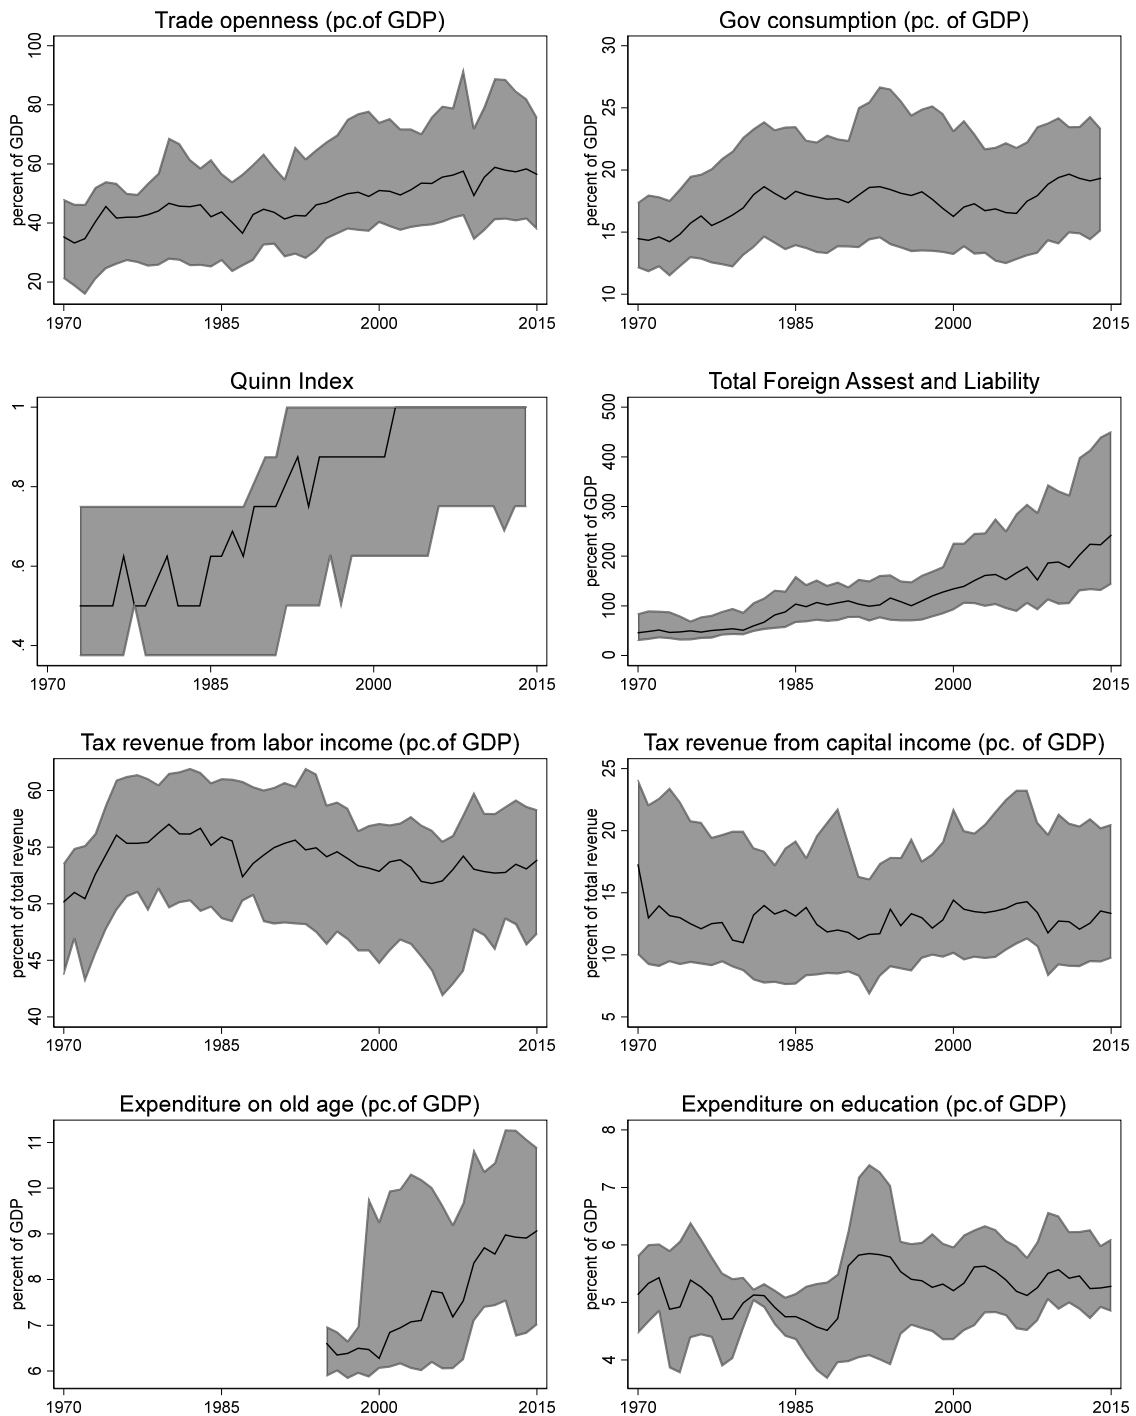 Trade openness (pc.of GDP)
percent of GDP
100
80
60
40
20
1970 1985 2000 2015
Gov consumption (pc. of GDP)
percent of GDP
30
25
20
15
10
1970 1985 2000 2015
Quinn Index
1
.8
.6
.4
1970 1985 2000 2015
Total Foreign Assest and Liability
percent of GDP
500
400
300
200
100
0
1970 1985 2000 2015
Tax revenue from labor income (pc.of GDP)
percent of total revenue
60
55
50
45
40
1970 1985 2000 2015
Tax revenue from capital income (pc. of GDP)
percent of total revenue
25
20
15
10
5
1970 1985 2000 2015
Expenditure on old age (pc.of GDP)
percent of GDP
11
10
9
8
7
6
1970 1985 2000 2015
Expenditure on education (pc.of GDP)
percent of GDP
8
7
6
5
4
1970 1985 2000 2015